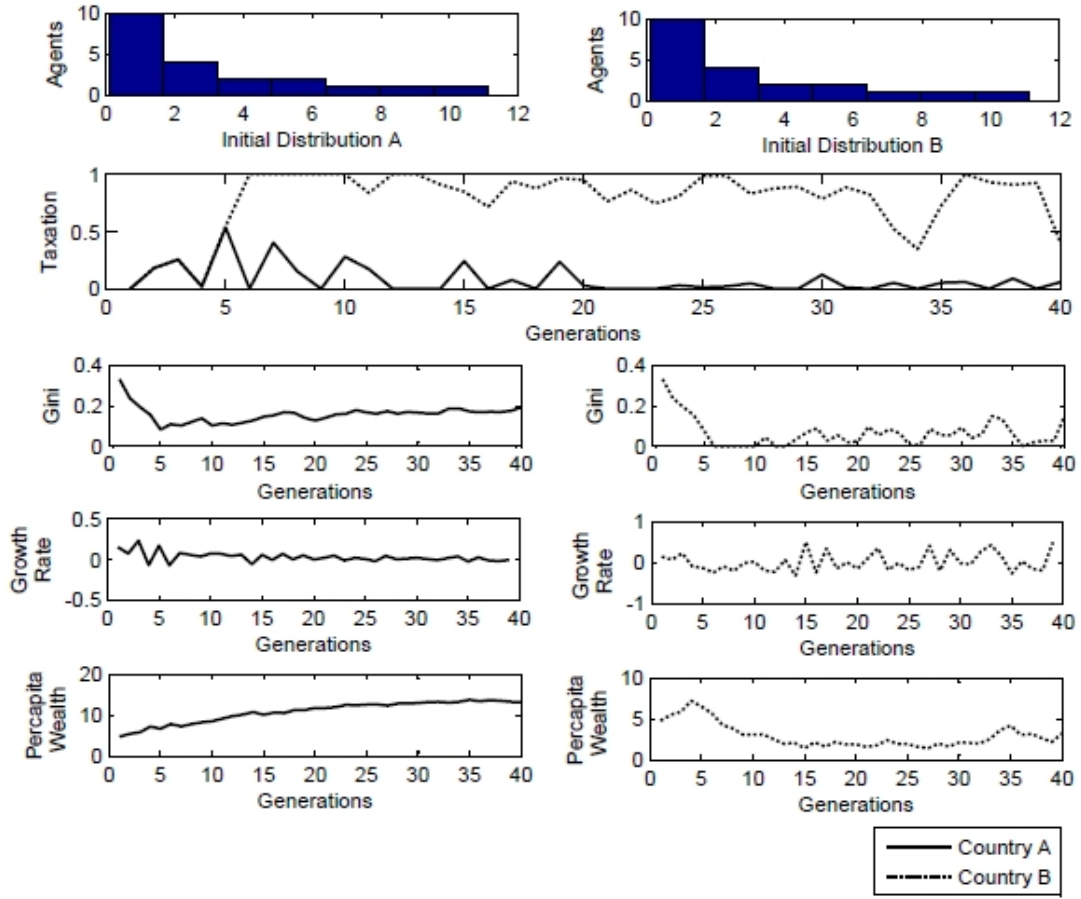 10
5
0
Agents
0 2 4 6 8 10 12
Initial Distribution A
10
5
0
Agents
0 2 4 6 8 10 12
Initial Distribution B
1
0.5
0
Taxation
0 5 10 15 20 25 30 35 40
Generations
0.4
0.2
0
Gini
0 5 10 15 20 25 30 35 40
Generations
0.4
0.2
0
Gini
0 5 10 15 20 25 30 35 40
Generations
0.5
0
-0.5
Growth
Rate
0 5 10 15 20 25 30 35 40
Generations
1
0
-1
Growth
Rate
0 5 10 15 20 25 30 35 40
Generations
20
10
0
Percapita
Wealth
0 5 10 15 20 25 30 35 40
Generations
10
5
0
Percapita
Wealth
0 5 10 15 20 25 30 35 40
Generations
Country A
Country B